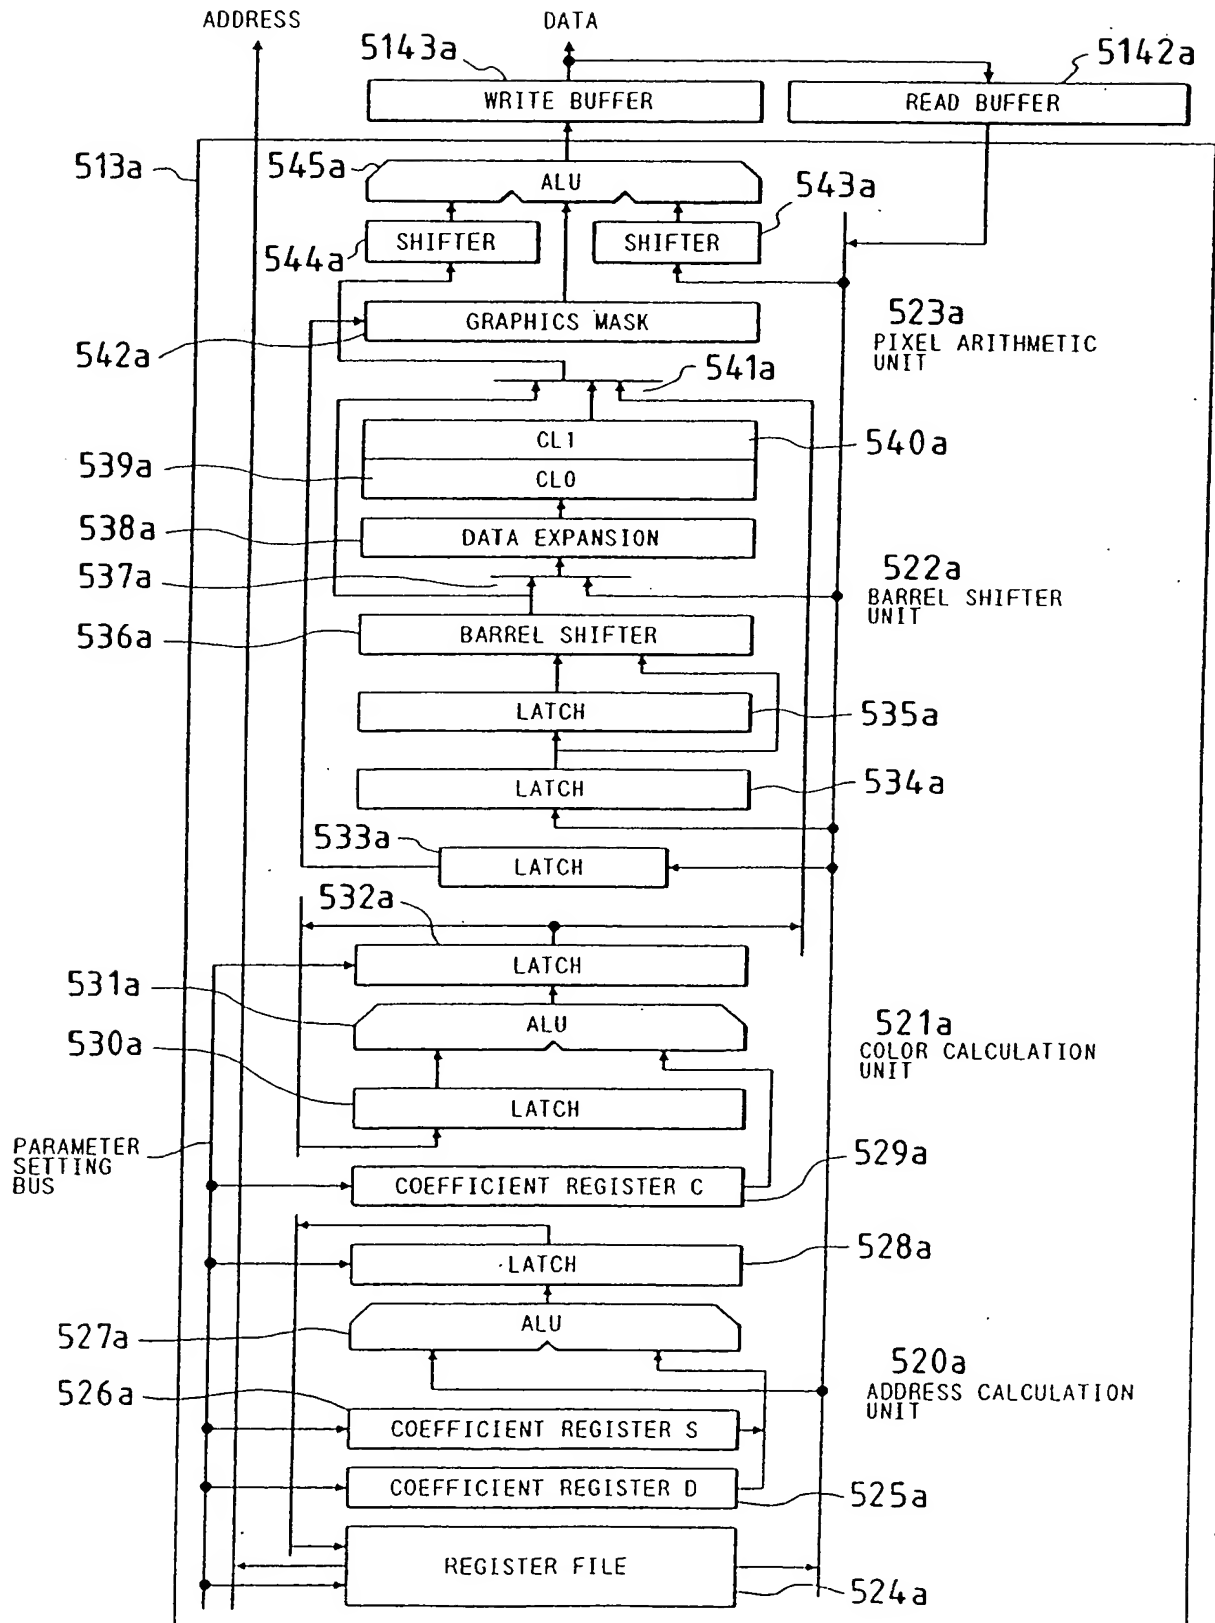 ADDRESS
DATA
5143a
5142a
WRITE BUFFER
READ BUFFER
513a
545a
ALU
543a
SHIFTER
SHIFTER
544a
GRAPHICS MASK
542a
523a
PIXEL ARITHMETIC
UNIT
541a
CL1
540a
539a
CL0
538a
DATA EXPANSION
537a
522a
BARREL SHIFTER
UNIT
536a
BARREL SHIFTER
LATCH
535a
LATCH
534a
533a
LATCH
532a
LATCH
531a
ALU
521a
COLOR CALCULATION
UNIT
530a
LATCH
PARAMETER
SETTING
BUS
COEFFICIENT REGISTER C
529a
LATCH
528a
ALU
527a
520a
ADDRESS CALCULATION
UNIT
526a
COEFFICIENT REGISTER S
COEFFICIENT REGISTER D
525a
REGISTER FILE
524a